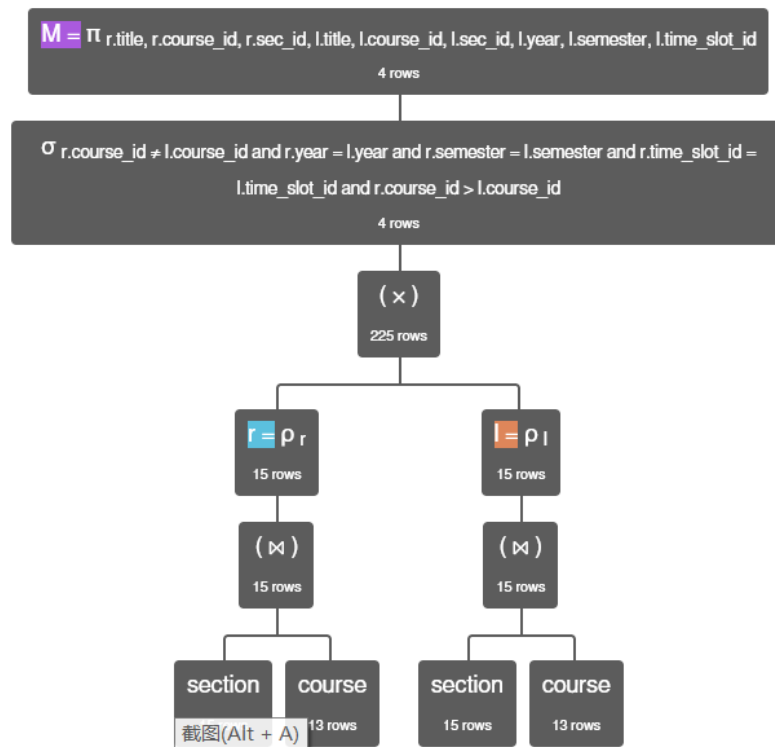 M = π r.title, r.course_id, r.sec_id, l.title, l.course_id, l.sec_id, l.year, l.semester, l.time_slot_id
4 rows
σ r.course_id ≠ l.course_id and r.year = l.year and r.semester = l.semester and r.time_slot_id =
l.time_slot_id and r.course_id > l.course_id
4 rows
( × )
225 rows
r = ρ r
l = ρ l
15 rows
15 rows
( ⋈ )
( ⋈ )
15 rows
15 rows
section
course
section
course
13 rows
15 rows
13 rows
截图(Alt + A)